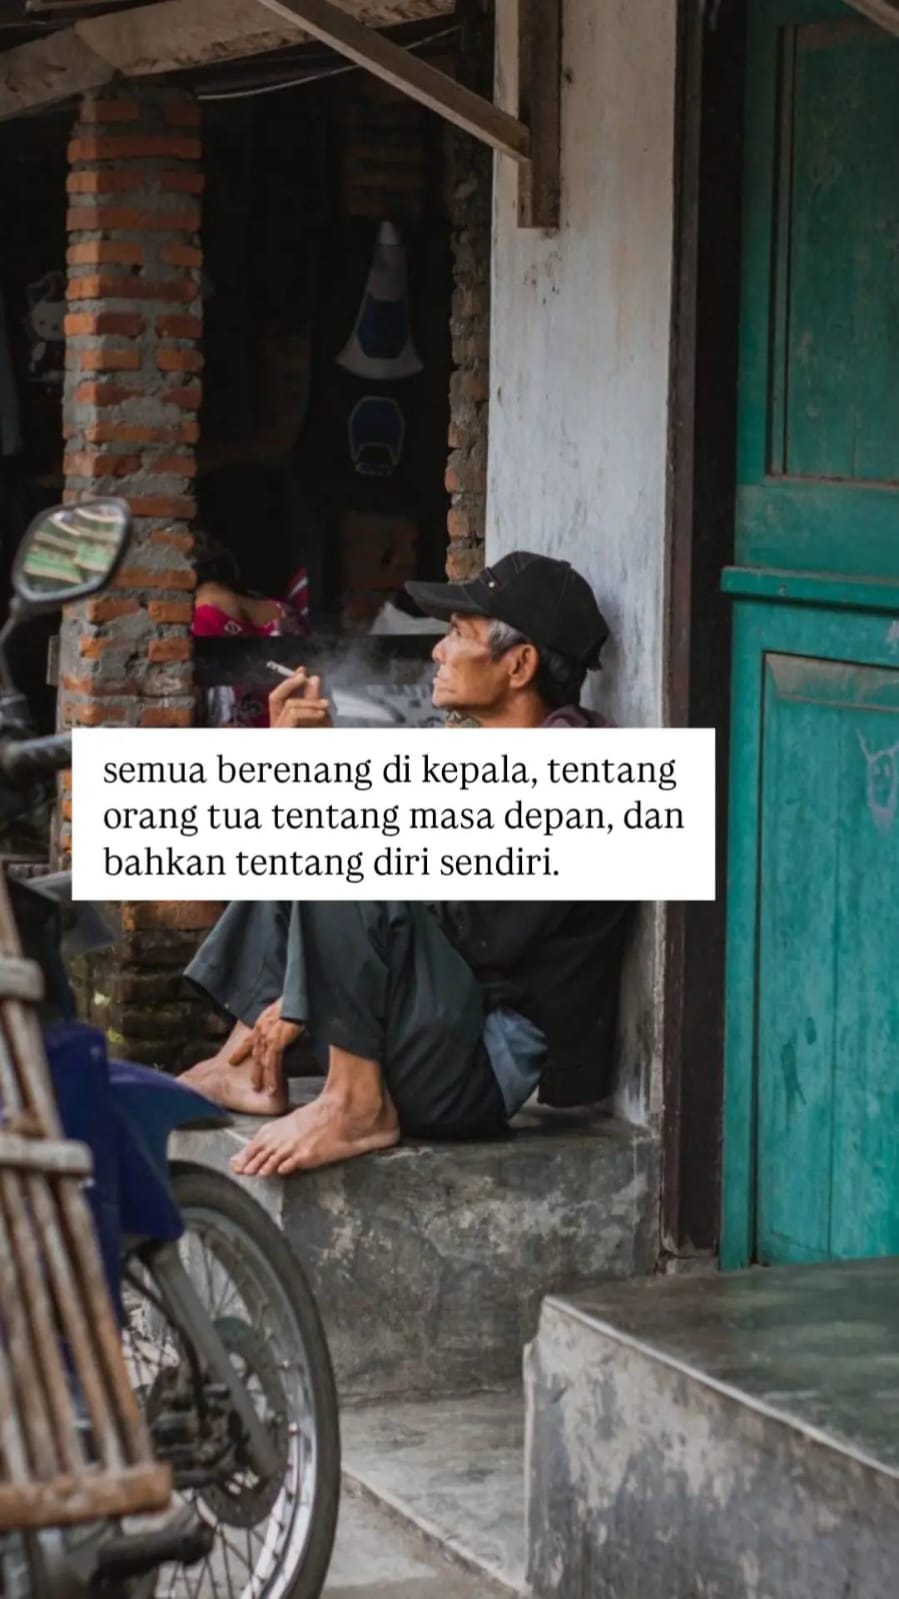 semua berenang di kepala, tentang
orang tua tentang masa depan, dan
bahkan tentang diri sendiri.